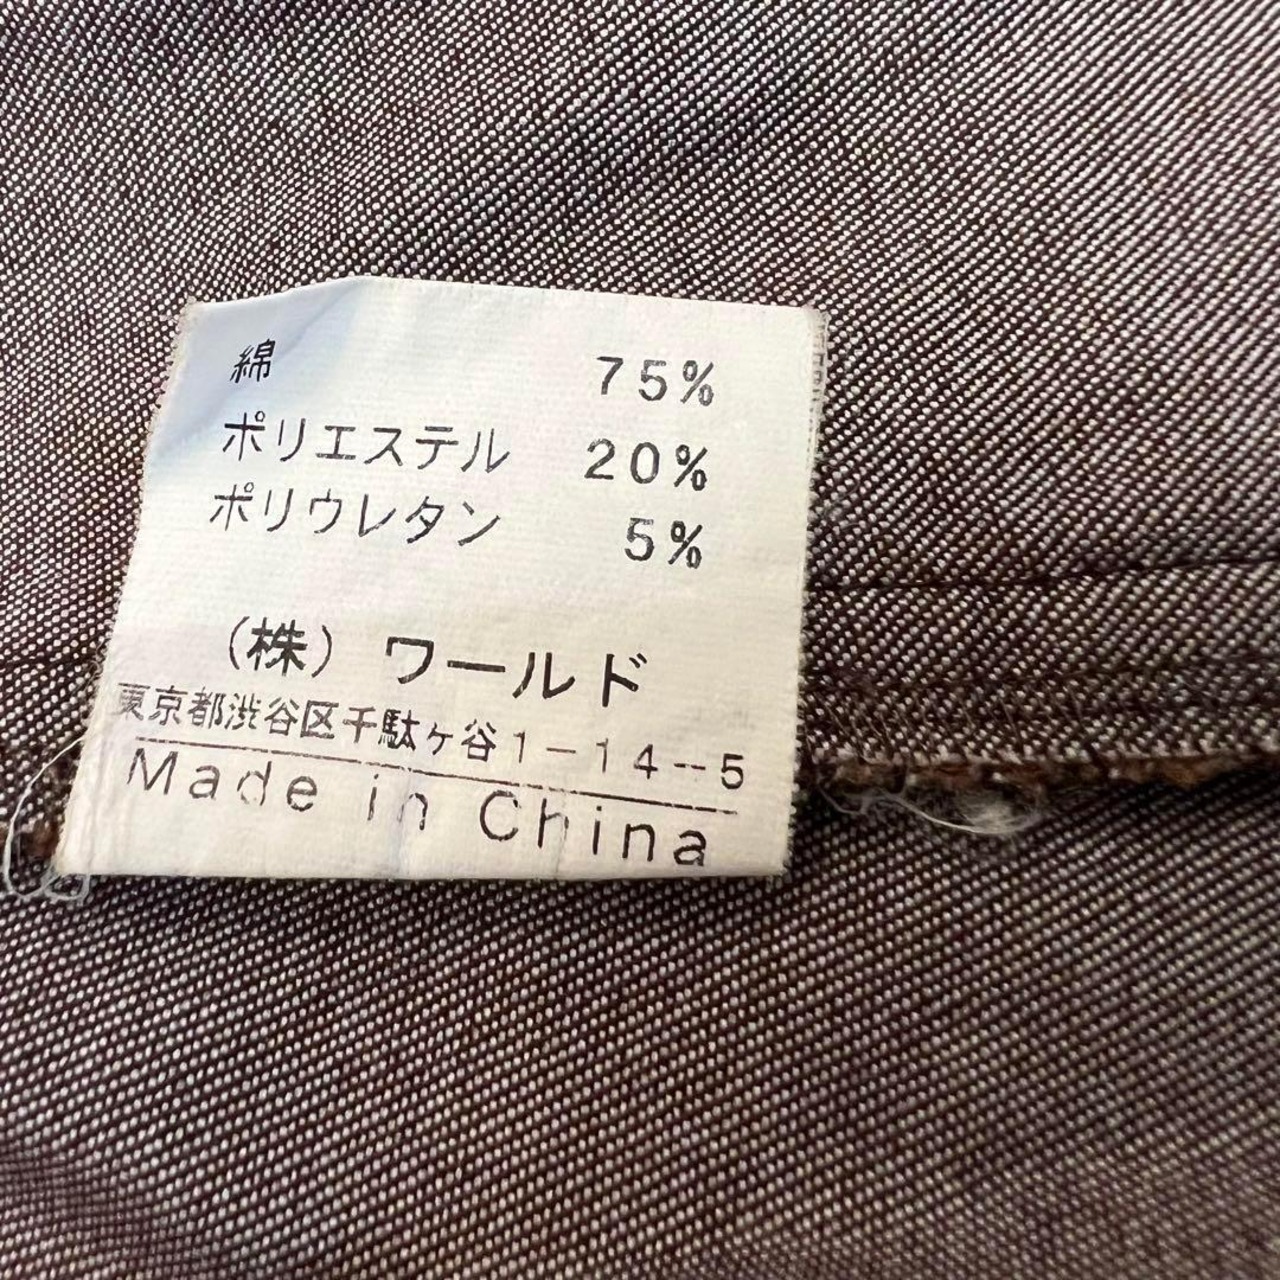 綿 75%
ポリエステル 20%
ポリウレタン 5%
(株) ワールド
東京都渋谷区千駄ヶ谷1-14-5
Made in China